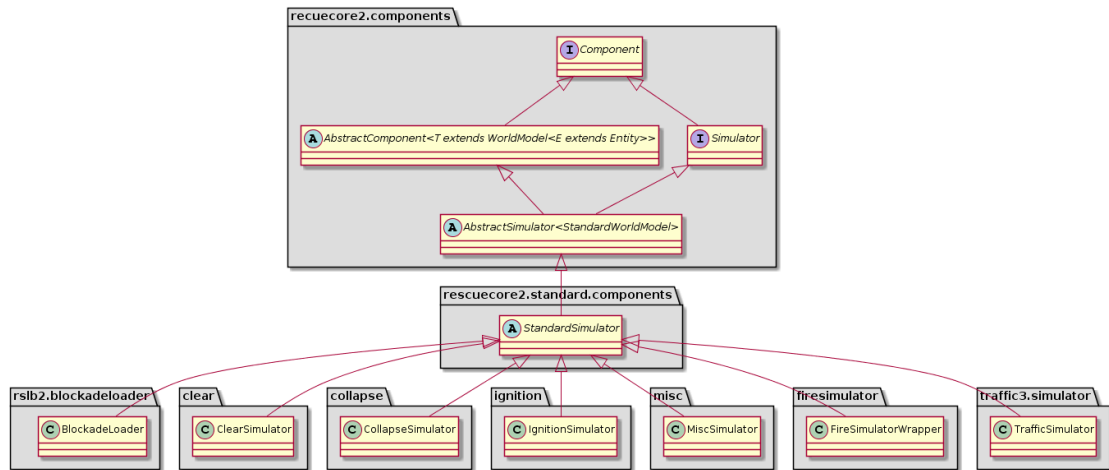 recuecore2.components
I Component
A AbstractComponent<T extends WorldModel<E extends Entity>>
I Simulator
A AbstractSimulator<StandardWorldModel>
rescuecore2.standard.components
A StandardSimulator
rslb2.blockadeloader
clear
collapse
ignition
misc
firesimulator
traffic3.simulator
C BlockadeLoader
C ClearSimulator
C CollapseSimulator
C IgnitionSimulator
C MiscSimulator
C FireSimulatorWrapper
C TrafficSimulator